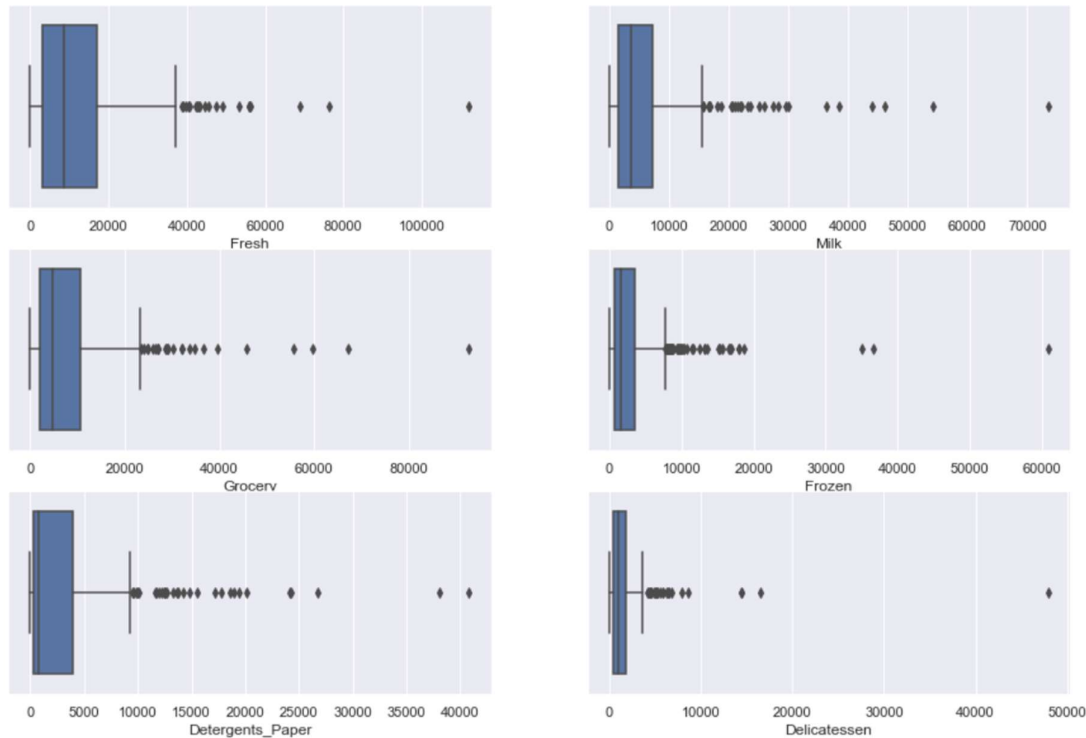 0 20000 40000 60000 80000 100000
Fresh
0 10000 20000 30000 40000 50000 60000 70000
Milk
0 20000 40000 60000 80000
Grocery
0 10000 20000 30000 40000 50000 60000
Frozen
0 5000 10000 15000 20000 25000 30000 35000 40000
Detergents_Paper
0 10000 20000 30000 40000 50000
Delicatessen